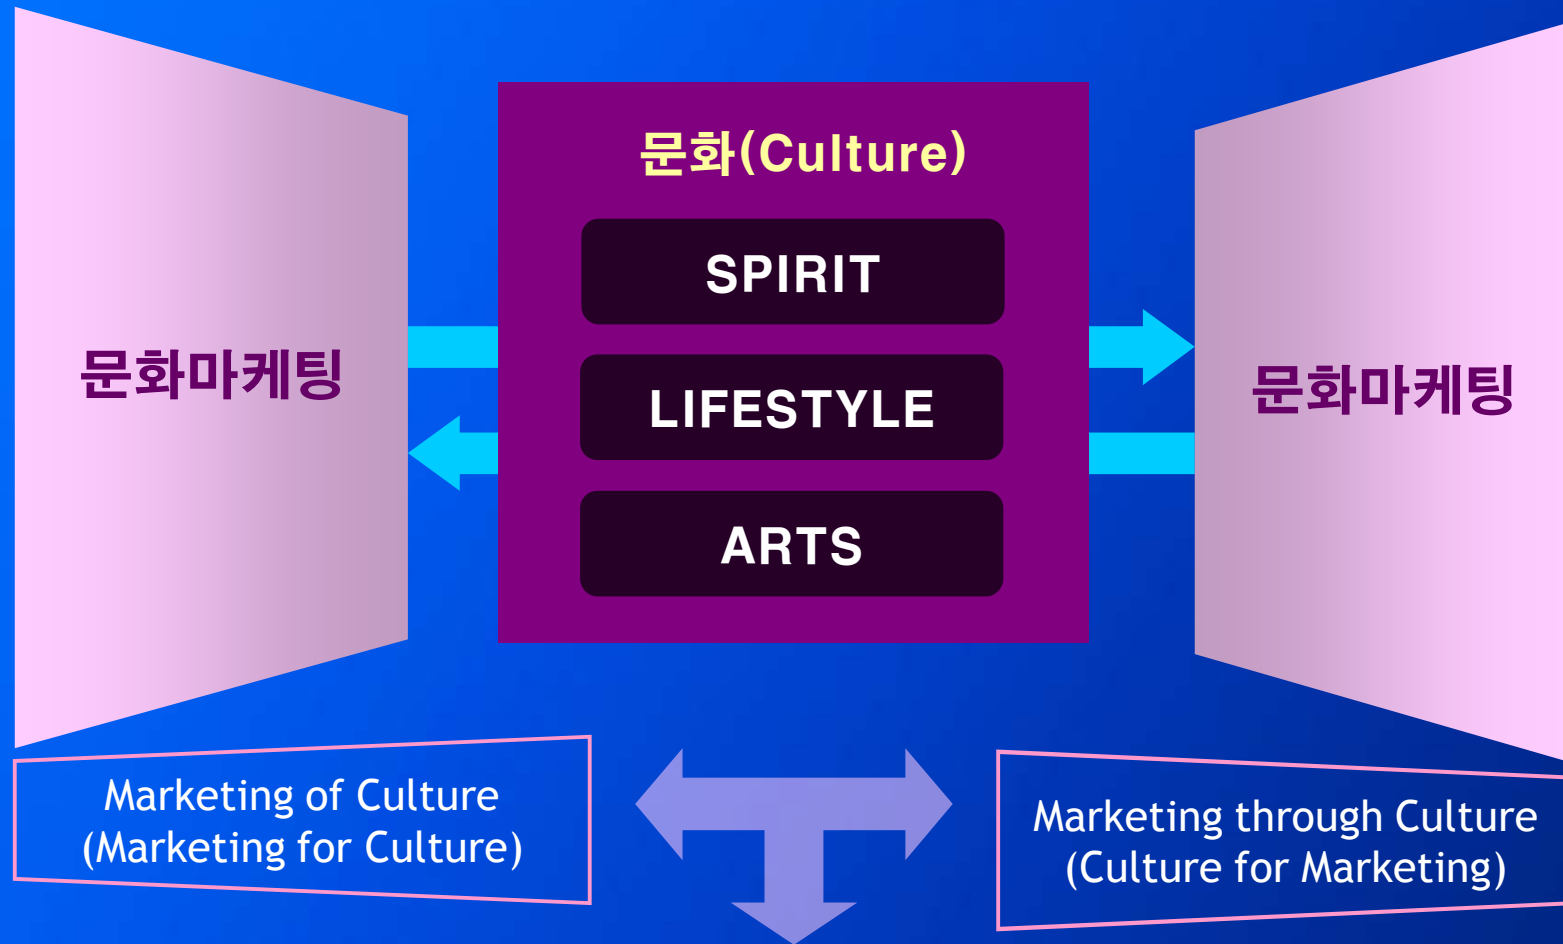 문화(Culture)
SPIRIT
LIFESTYLE
ARTS
문화마케팅
문화마케팅
Marketing of Culture
(Marketing for Culture)
Marketing through Culture
(Culture for Marketing)